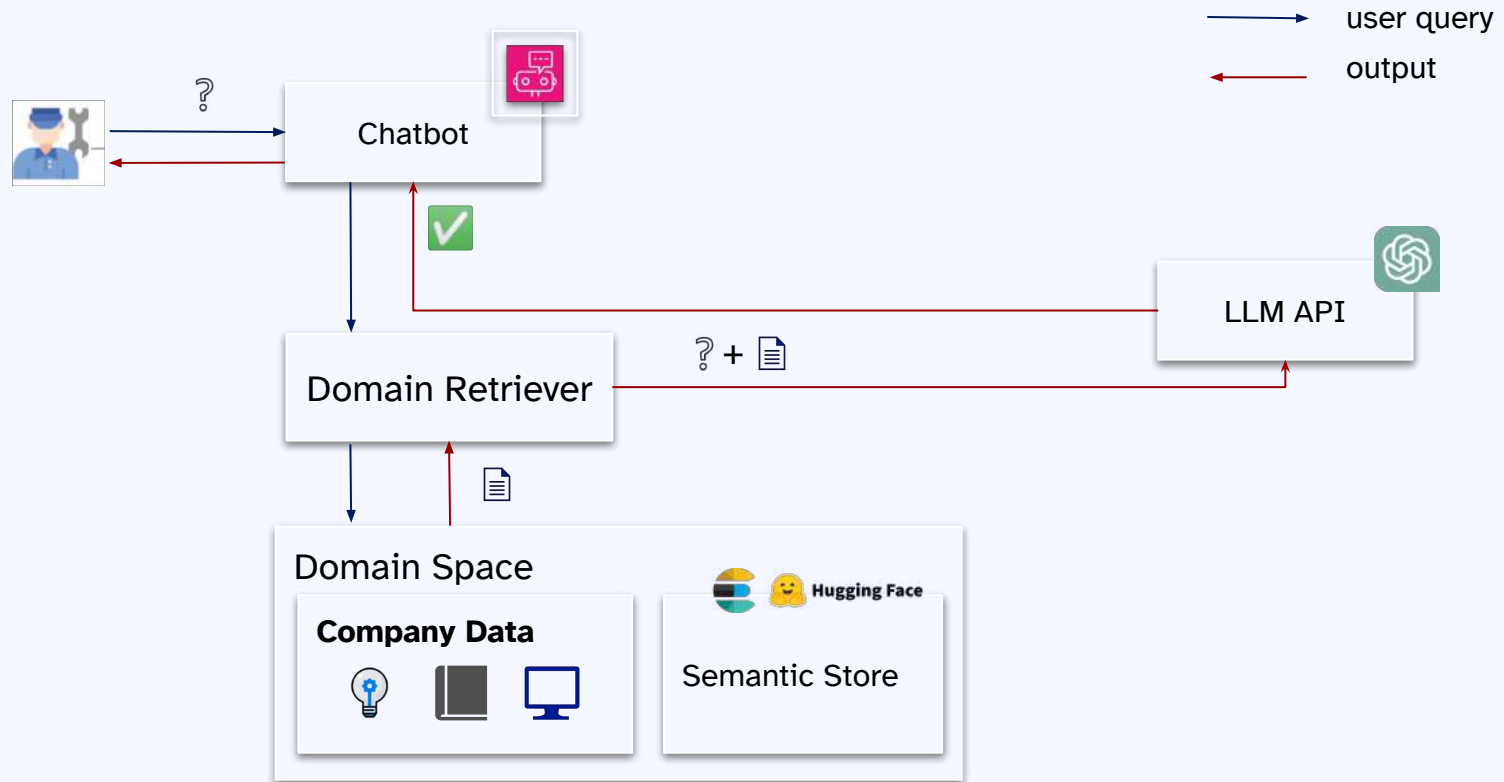 user query
output
?
Chatbot
LLM API
? +
Domain Retriever
Domain Space
Hugging Face
Company Data
Semantic Store